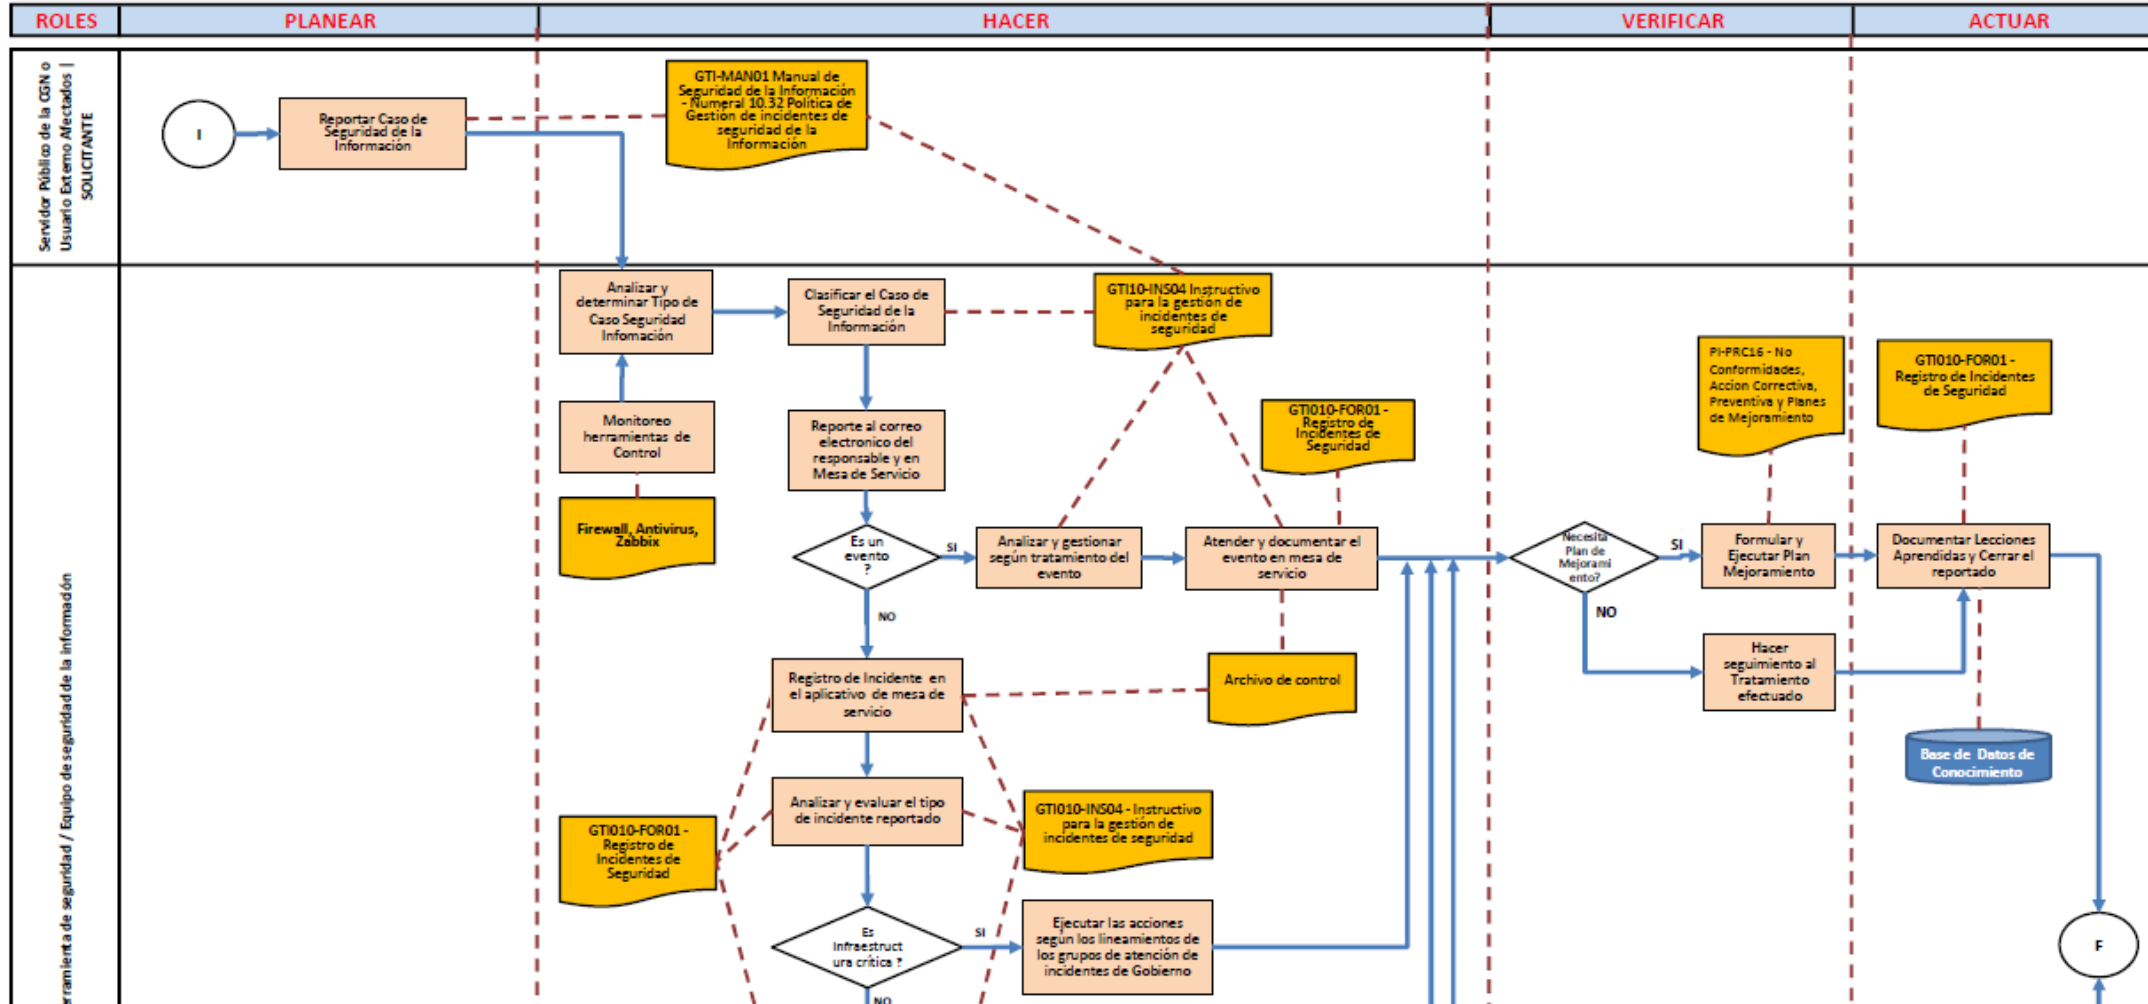 ROLES
PLANEAR
HACER
VERIFICAR
ACTUAR
Servidor Público de la CGN o
Usuario Externo Afectados |
SOLICITANTE
I
Reportar Caso de
Seguridad de la
Información
GTI-MAN01 Manual de
Seguridad de la Información
- Numeral 10.32 Política de
Gestión de incidentes de
seguridad de la
Información
erramienta de seguridad / Equipo de seguridad de la información
Analizar y
determinar Tipo de
Caso Seguridad
Infomación
Clasificar el Caso de
Seguridad de la
Información
GTI10-INS04 Instructivo
para la gestión de
incidentes de
seguridad
Monitoreo
herramientas de
Control
Reporte al correo
electronico del
responsable y en
Mesa de Servicio
GTI010-FOR01 -
Registro de
Incidentes de
Seguridad
PI-PRC16 - No
Conformidades,
Accion Correctiva,
Preventiva y Planes
de Mejoramiento
GTI010-FOR01 -
Registro de Incidentes
de Seguridad
Firewall, Antivirus,
Zabbix
Es un
evento
?
SI
Analizar y gestionar
según tratamiento del
evento
Atender y documentar el
evento en mesa de
servicio
Necesita
Plan de
Mejorami
ento?
SI
Formular y
Ejecutar Plan
Mejoramiento
Documentar Lecciones
Aprendidas y Cerrar el
reportado
NO
NO
Registro de Incidente en
el aplicativo de mesa de
servicio
Archivo de control
Hacer
seguimiento al
Tratamiento
efectuado
Base de Datos de
Conocimiento
Analizar y evaluar el tipo
de incidente reportado
GTI010-FOR01 -
Registro de
Incidentes de
Seguridad
GTI010-INS04 - Instructivo
para la gestión de
incidentes de seguridad
Es
Infraestruct
ura crítica ?
SI
Ejecutar las acciones
según los lineamientos de
los grupos de atención de
incidentes de Gobierno
F
NO